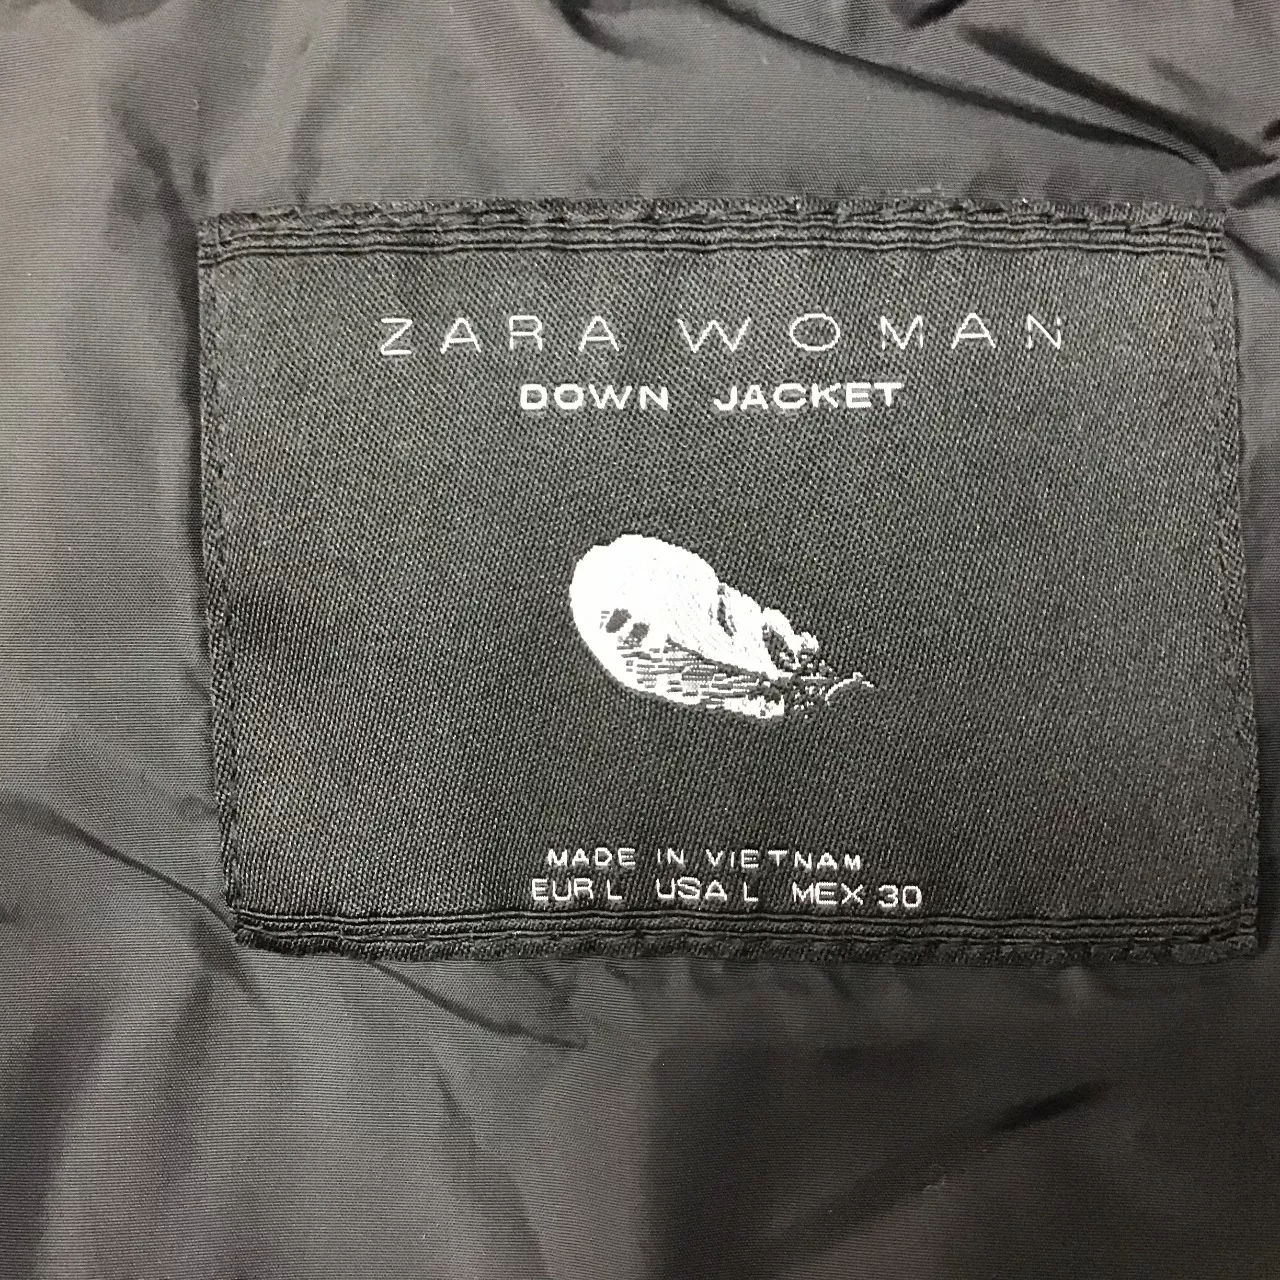 ZARA WOMAN
DOWN JACKET
MADE IN VIETNAM
EUR L USA L MEX 30